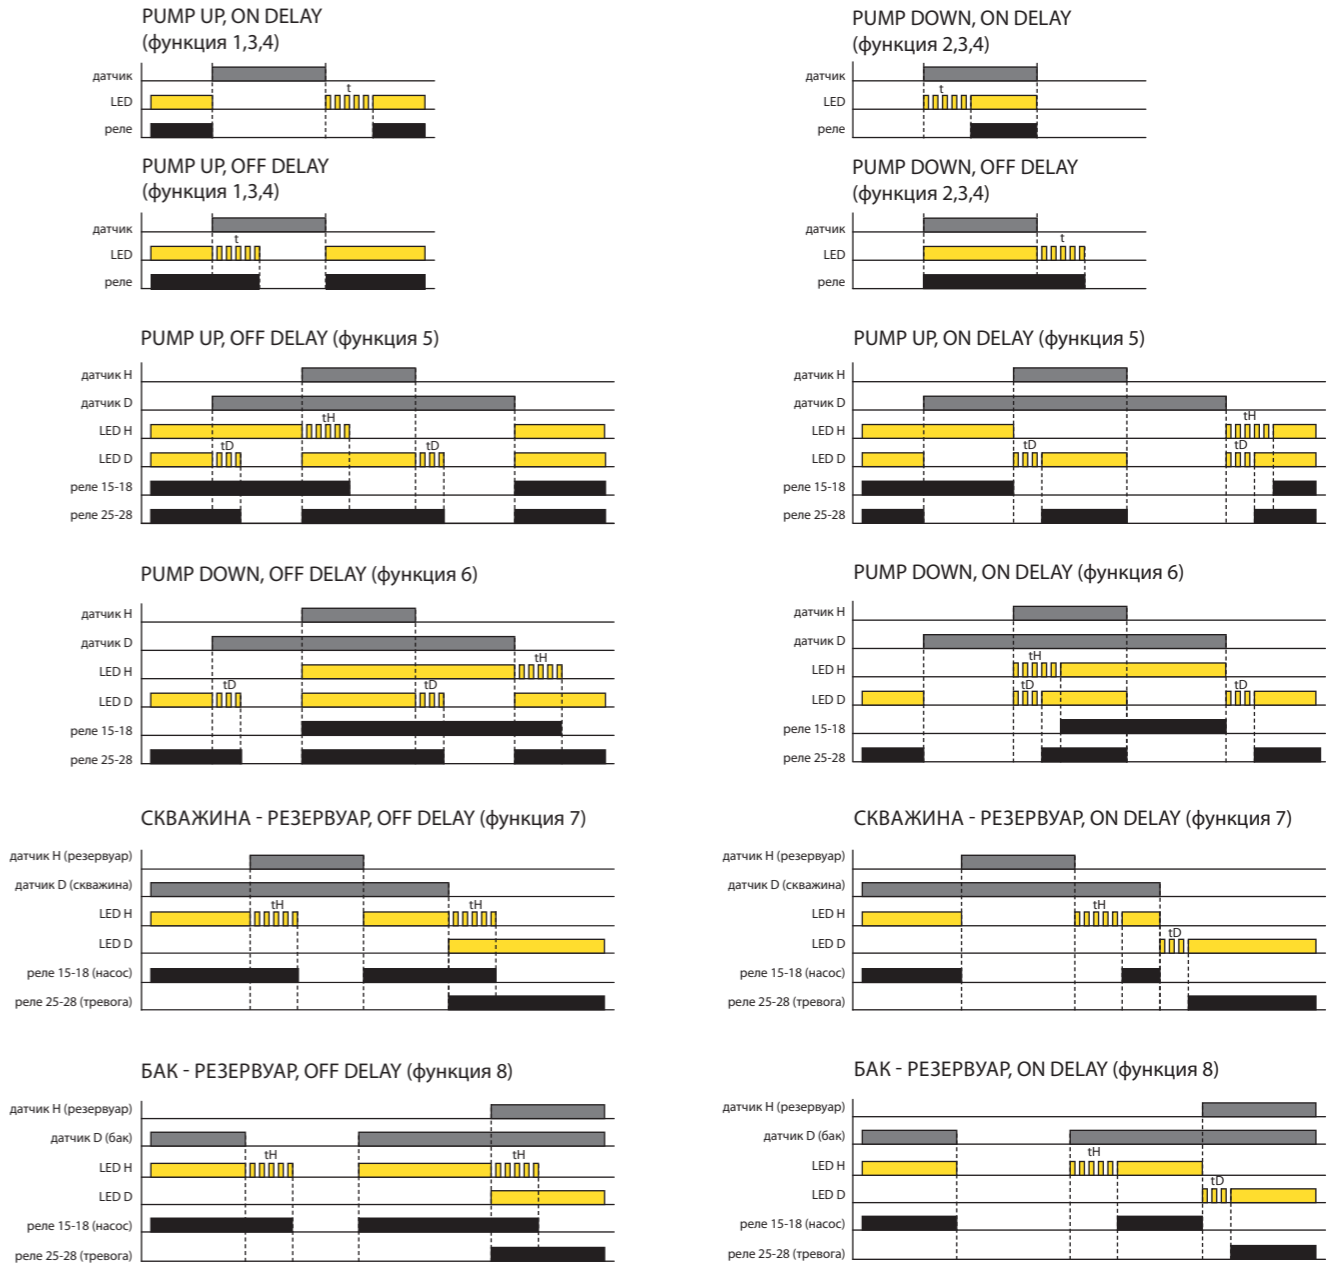 PUMP UP, ON DELAY
(функция 1,3,4)
датчик
t
LED
реле
PUMP DOWN, ON DELAY
(функция 2,3,4)
датчик
t
LED
реле
PUMP UP, OFF DELAY
(функция 1,3,4)
датчик
t
LED
реле
PUMP DOWN, OFF DELAY
(функция 2,3,4)
датчик
t
LED
реле
PUMP UP, OFF DELAY (функция 5)
датчик H
датчик D
tH
LED H
tD tD
LED D
реле 15-18
реле 25-28
PUMP UP, ON DELAY (функция 5)
датчик H
датчик D
tH
LED H
tD tD
LED D
реле 15-18
реле 25-28
PUMP DOWN, OFF DELAY (функция 6)
датчик H
датчик D
tH
LED H
tD tD
LED D
реле 15-18
реле 25-28
PUMP DOWN, ON DELAY (функция 6)
датчик H
датчик D
tH
LED H
tD tD
LED D
реле 15-18
реле 25-28
СКВАЖИНА - РЕЗЕРВУАР, OFF DELAY (функция 7)
датчик H (резервуар)
датчик D (скважина)
tH tH
LED H
LED D
реле 15-18 (насос)
реле 25-28 (тревога)
СКВАЖИНА - РЕЗЕРВУАР, ON DELAY (функция 7)
датчик H (резервуар)
датчик D (скважина)
tH
LED H
tD
LED D
реле 15-18 (насос)
реле 25-28 (тревога)
БАК - РЕЗЕРВУАР, OFF DELAY (функция 8)
датчик H (резервуар)
датчик D (бак)
tH tH
LED H
LED D
реле 15-18 (насос)
реле 25-28 (тревога)
БАК - РЕЗЕРВУАР, ON DELAY (функция 8)
датчик H (резервуар)
датчик D (бак)
tH
LED H
tD
LED D
реле 15-18 (насос)
реле 25-28 (тревога)